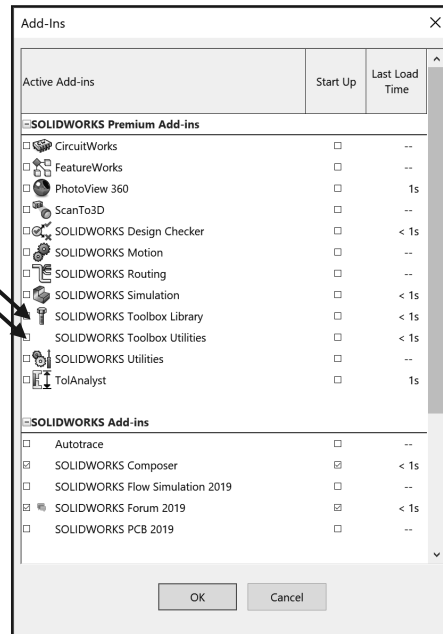 Add-Ins
Active Add-ins Start Up Last Load Time
SOLIDWORKS Premium Add-ins
CircuitWorks --
FeatureWorks --
PhotoView 360 1s
ScanTo3D --
SOLIDWORKS Design Checker < 1s
SOLIDWORKS Motion --
SOLIDWORKS Routing --
SOLIDWORKS Simulation < 1s
SOLIDWORKS Toolbox Library < 1s
SOLIDWORKS Toolbox Utilities < 1s
SOLIDWORKS Utilities --
TolAnalyst 1s
SOLIDWORKS Add-ins
Autotrace --
SOLIDWORKS Composer < 1s
SOLIDWORKS Flow Simulation 2019 --
SOLIDWORKS Forum 2019 < 1s
SOLIDWORKS PCB 2019 --
OK Cancel